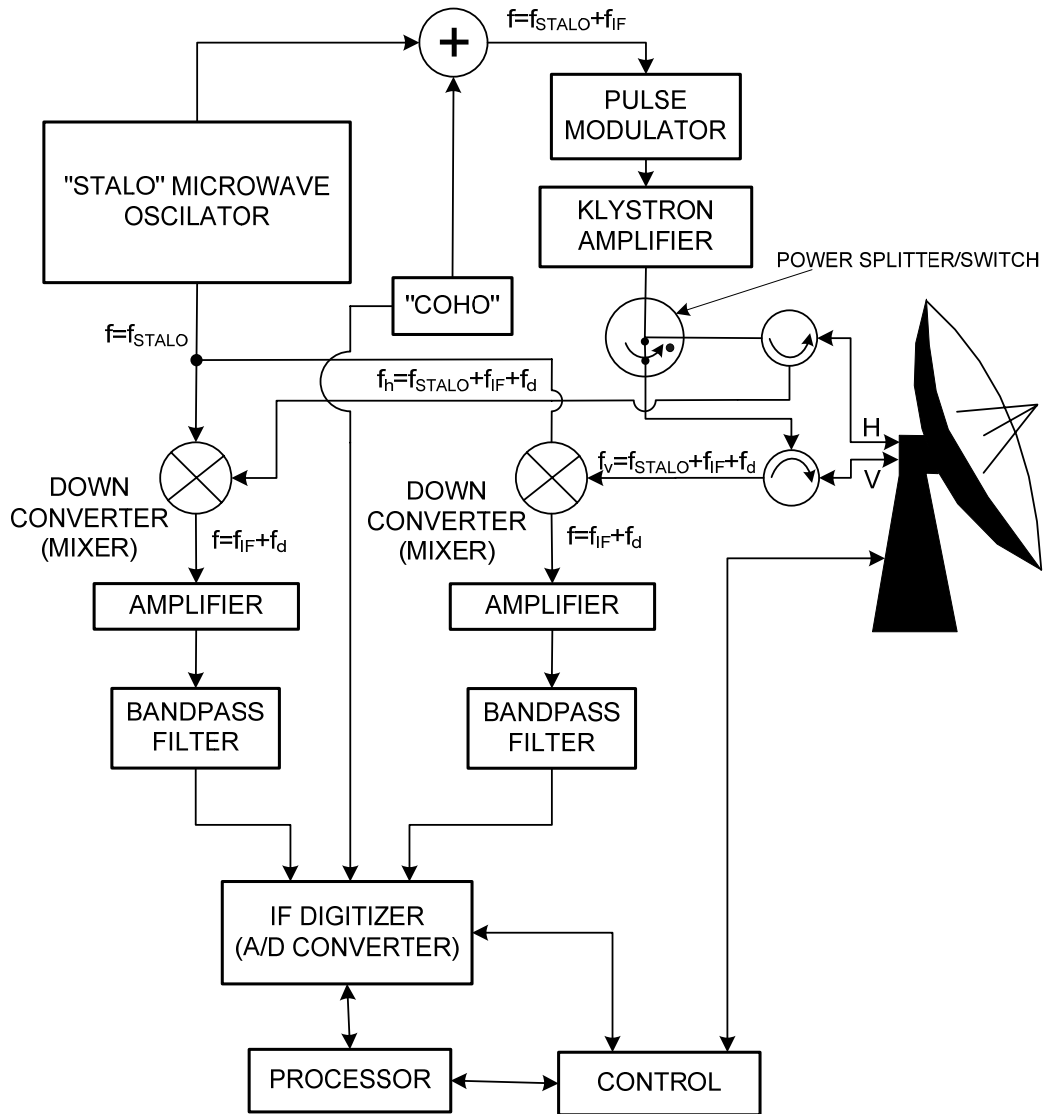 f=fSTALO+fIF
+
PULSE
MODULATOR
"STALO" MICROWAVE
OSCILATOR
KLYSTRON
AMPLIFIER
POWER SPLITTER/SWITCH
"COHO"
f=fSTALO
fh=fSTALO+fIF+fd
H
V
fv=fSTALO+fIF+fd
DOWN
CONVERTER
(MIXER)
f=fIF+fd
DOWN
CONVERTER
(MIXER)
f=fIF+fd
AMPLIFIER
AMPLIFIER
BANDPASS
FILTER
BANDPASS
FILTER
IF DIGITIZER
(A/D CONVERTER)
PROCESSOR
CONTROL